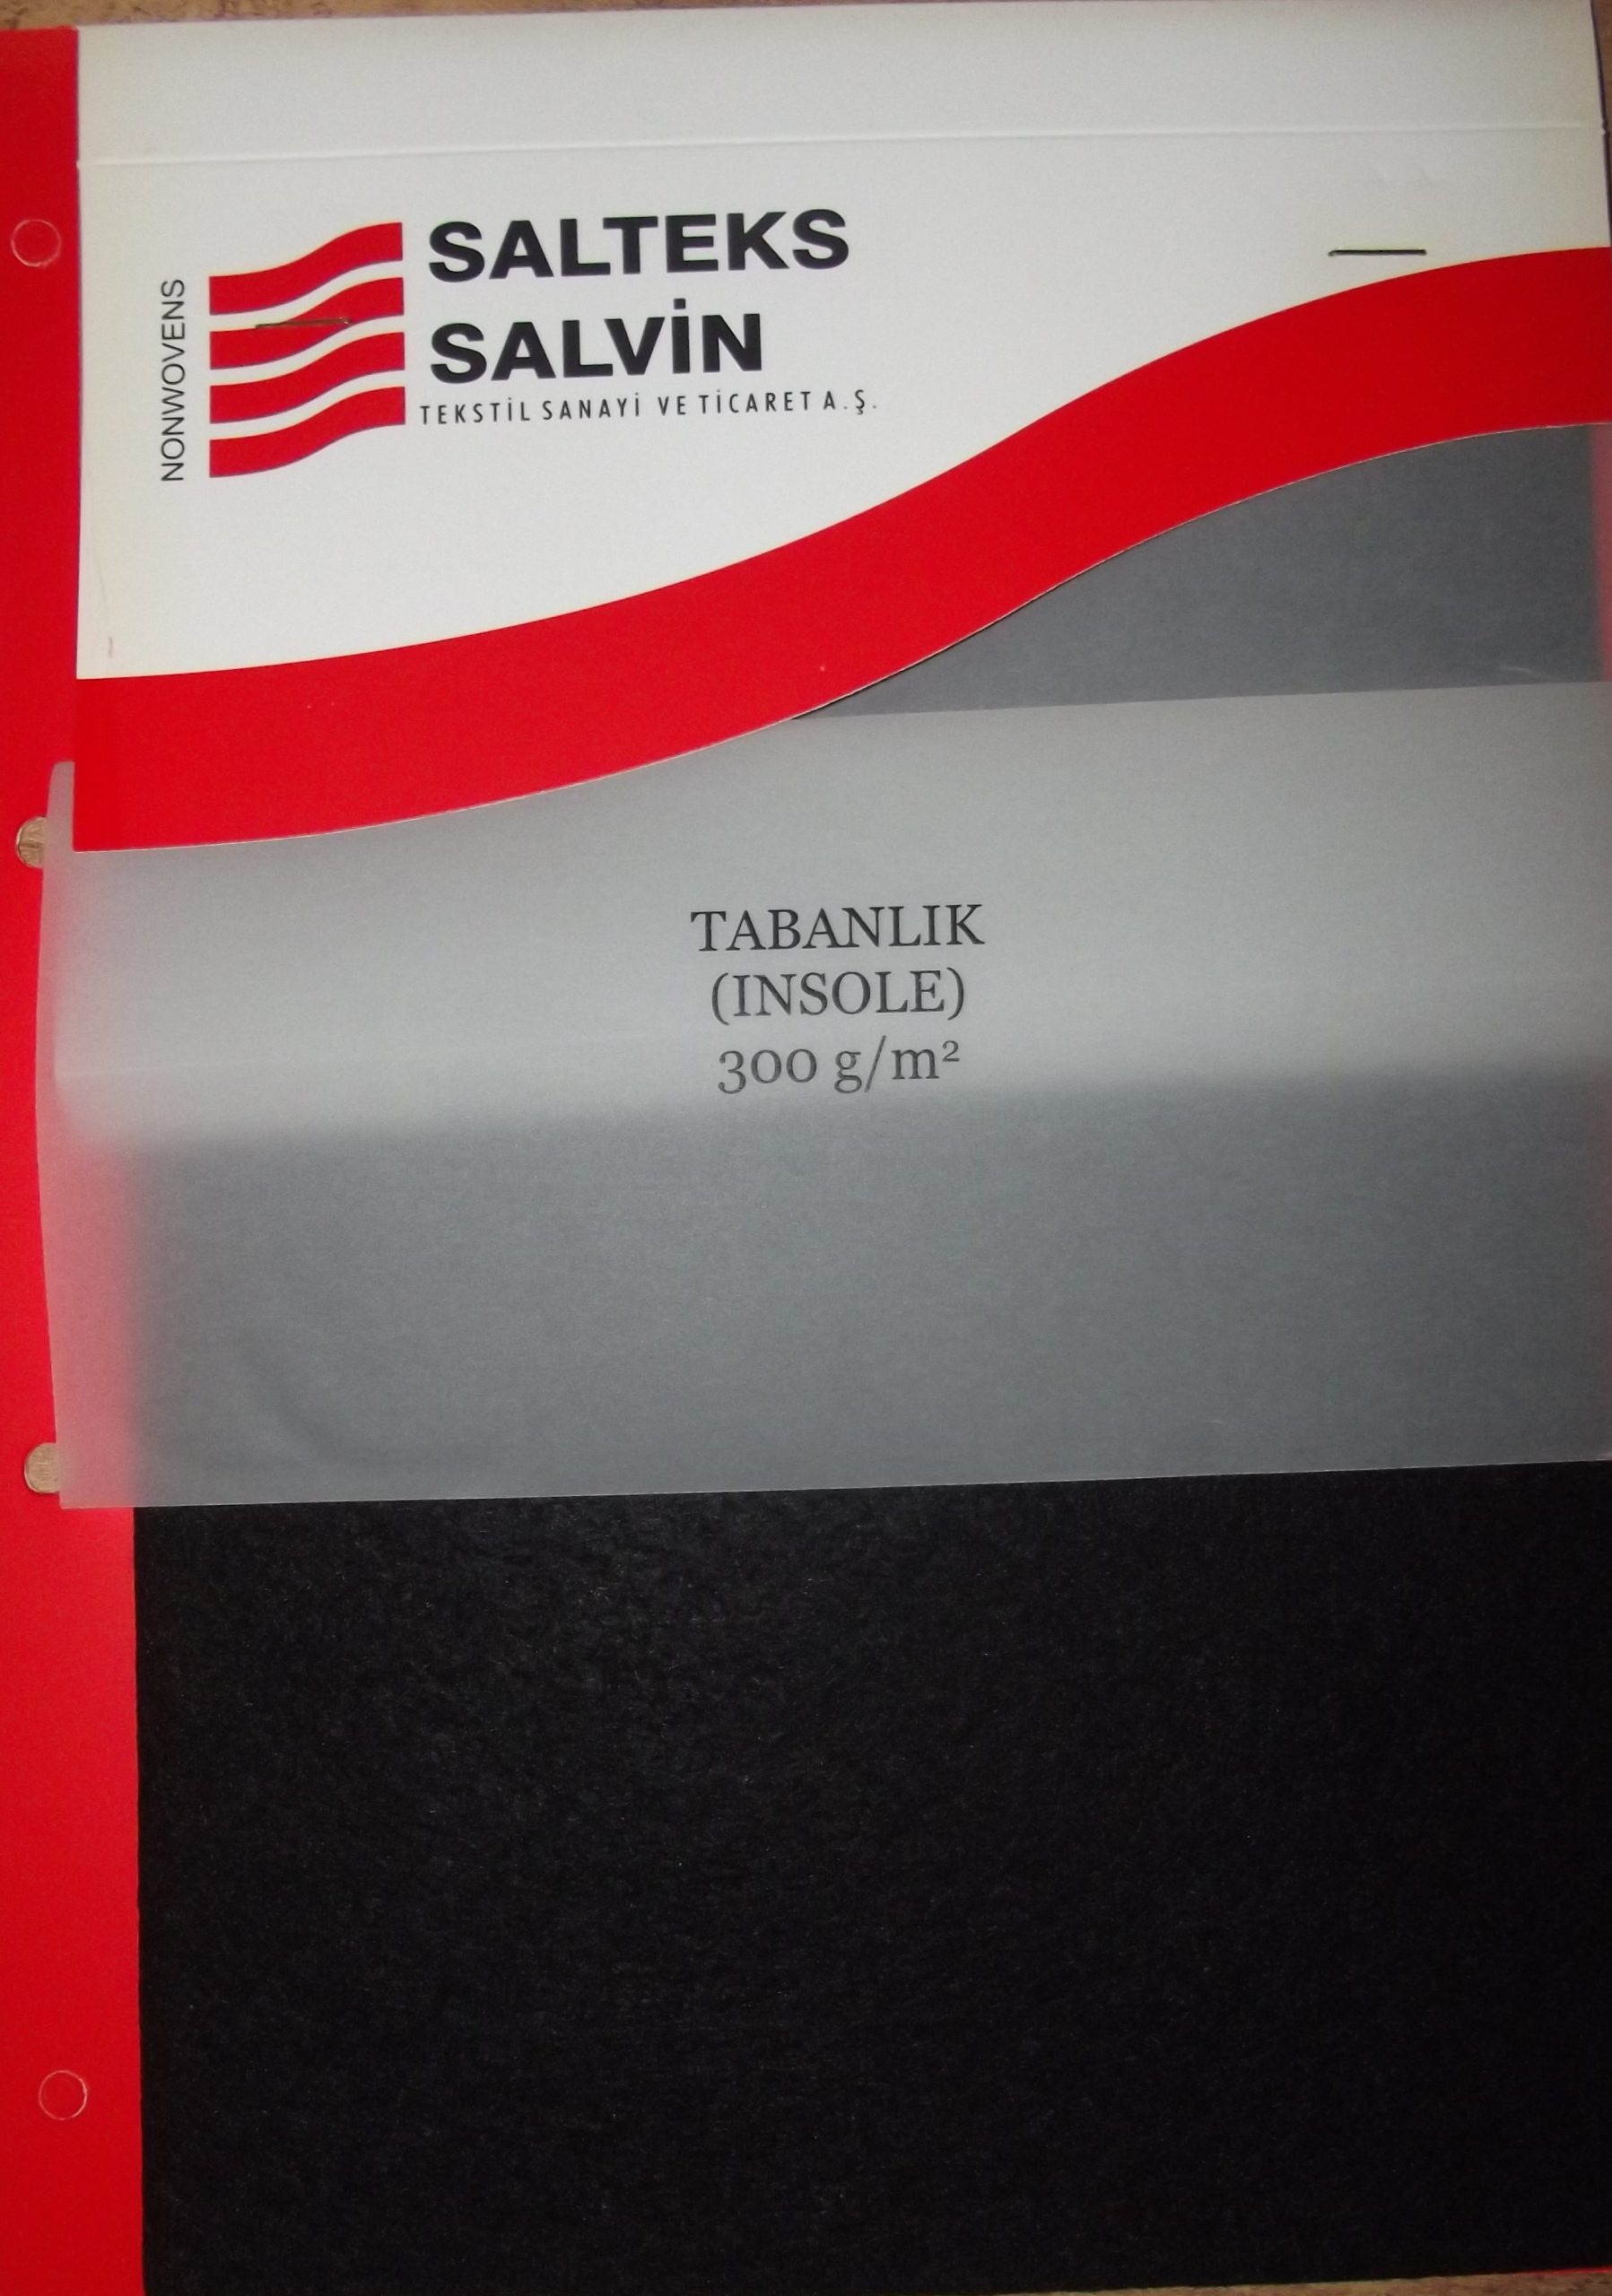 NONWOVENS
SALTEKS
SALVİN
TEKSTİL SANAYİ VE TİCARET A.Ş.
TABANLIK
(INSOLE)
300 g/m²